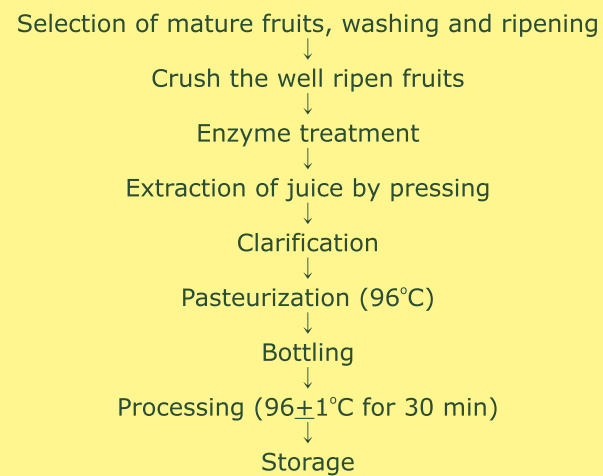 Selection of mature fruits, washing and ripening
↓
Crush the well ripen fruits
↓
Enzyme treatment
↓
Extraction of juice by pressing
↓
Clarification
↓
Pasteurization (96°C)
↓
Bottling
↓
Processing (96±1°C for 30 min)
↓
Storage